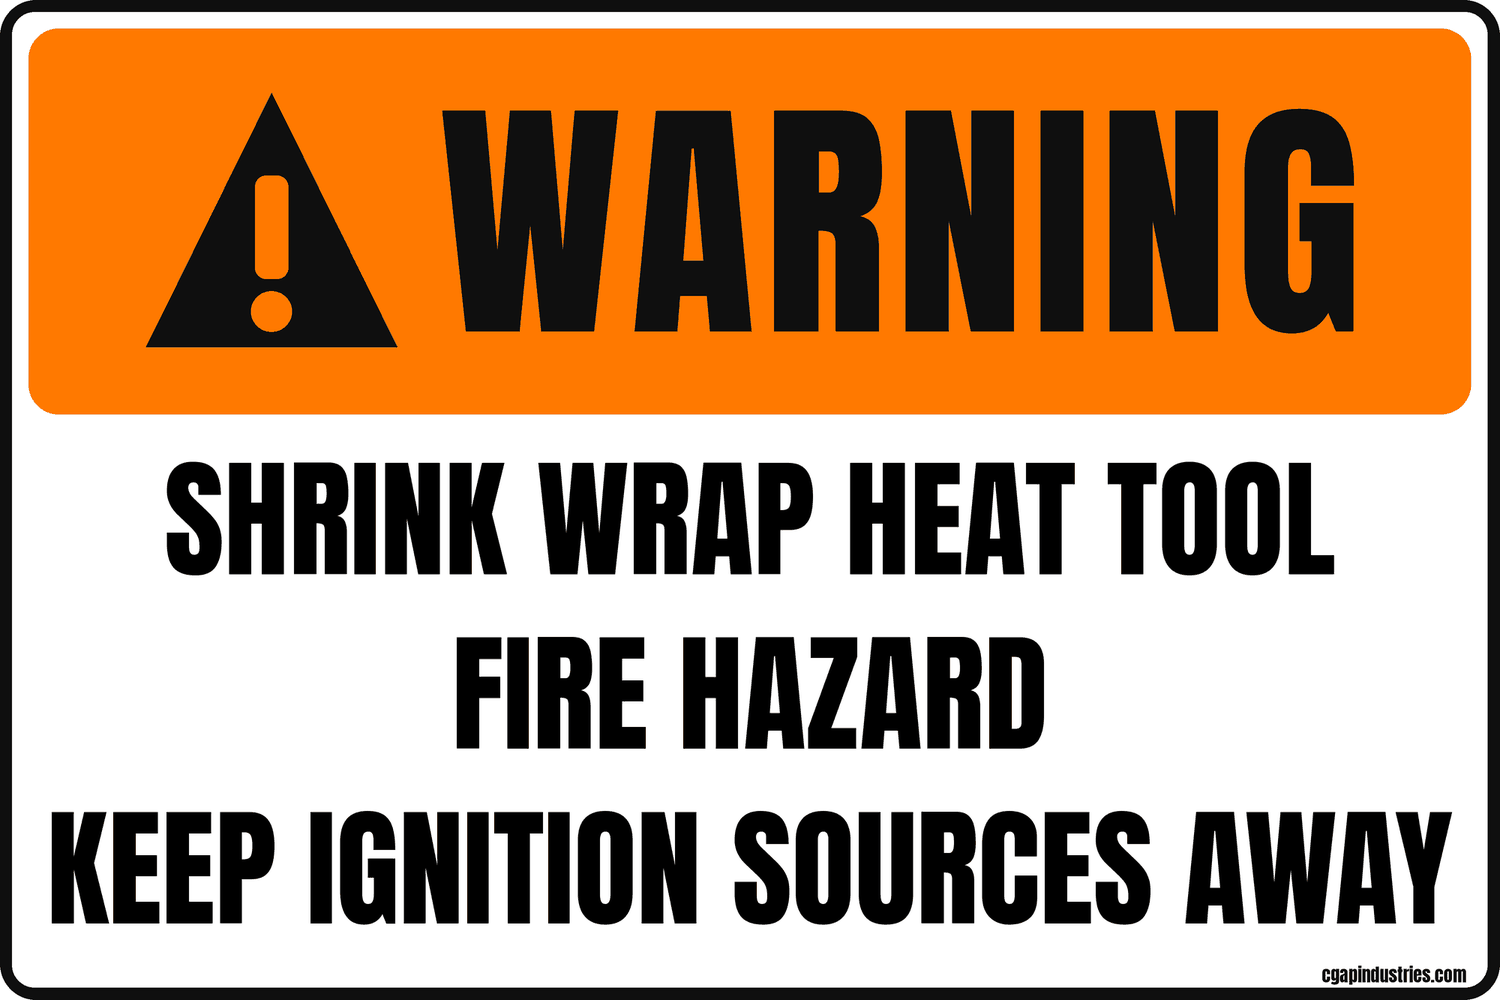 WARNING
SHRINK WRAP HEAT TOOL
FIRE HAZARD
KEEP IGNITION SOURCES AWAY
cgapindustries.com